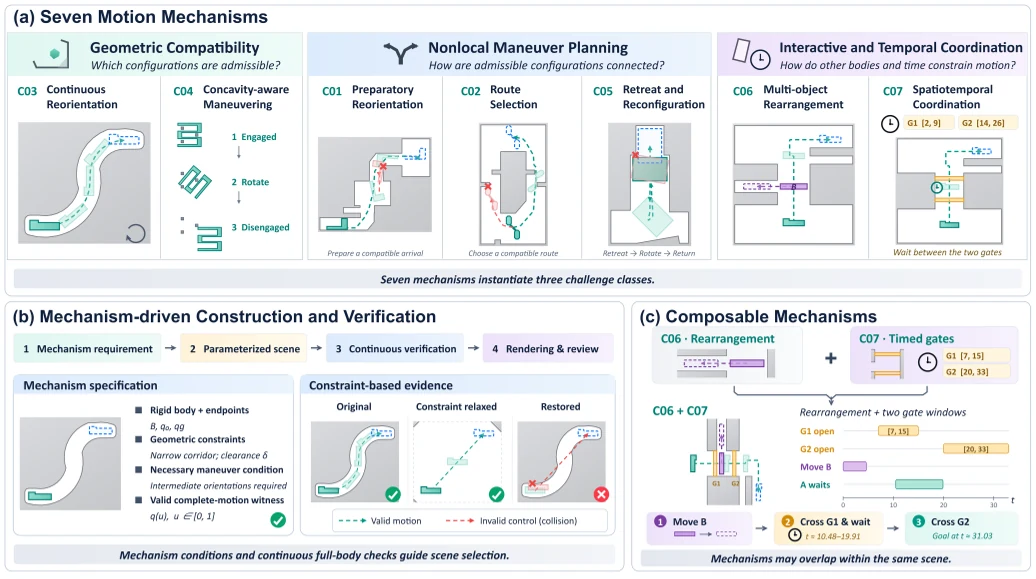 (a) Seven Motion Mechanisms
Geometric Compatibility
Which configurations are admissible?
C03 Continuous
Reorientation
C04 Concavity-aware
Maneuvering
1 Engaged
2 Rotate
3 Disengaged
Nonlocal Maneuver Planning
How are admissible configurations connected?
C01 Preparatory
Reorientation
Prepare a compatible arrival
C02 Route
Selection
Choose a compatible route
C05 Retreat and
Reconfiguration
Retreat → Rotate → Return
Interactive and Temporal Coordination
How do other bodies and time constrain motion?
C06 Multi-object
Rearrangement
B
C07 Spatiotemporal
Coordination
G1 [2, 9] G2 [14, 26]
Wait between the two gates
Seven mechanisms instantiate three challenge classes.
(b) Mechanism-driven Construction and Verification
1 Mechanism requirement → 2 Parameterized scene → 3 Continuous verification → 4 Rendering & review
Mechanism specification
Rigid body + endpoints
B, q₀, qg
Geometric constraints
Narrow corridor; clearance δ
Necessary maneuver condition
Intermediate orientations required
Valid complete-motion witness
q(u), u ∈ [0, 1]
Constraint-based evidence
Original Constraint relaxed Restored
Valid motion Invalid control (collision)
Mechanism conditions and continuous full-body checks guide scene selection.
(c) Composable Mechanisms
C06 · Rearrangement
+
C07 · Timed gates
G1 [7, 15]
G2 [20, 33]
C06 + C07
G1 G2
Rearrangement + two gate windows
G1 open [7, 15]
G2 open [20, 33]
Move B
A waits
0 10 20 30 t
1 Move B
2 Cross G1 & wait
t ≈ 10.48–19.91
3 Cross G2
Goal at t ≈ 31.03
Mechanisms may overlap within the same scene.